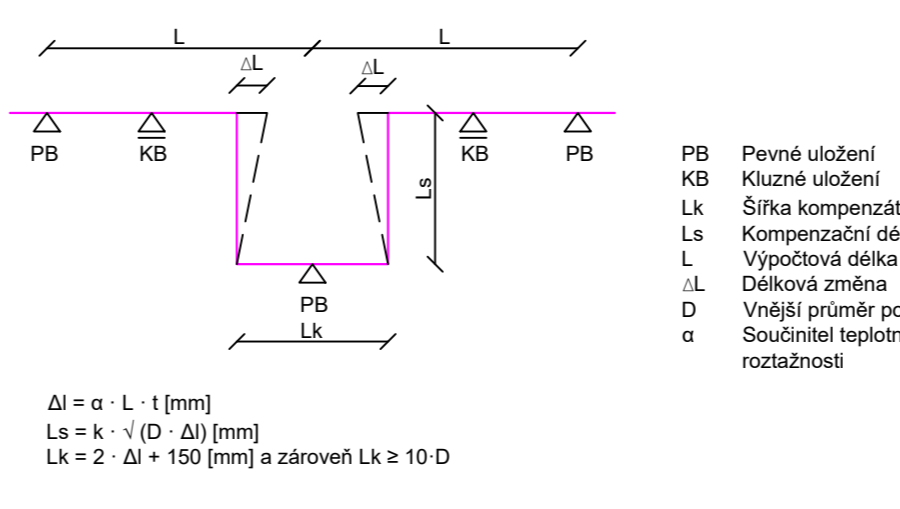 L L
ΔL ΔL
PB KB KB PB
Ls
PB
Lk
PB Pevné uložení
KB Kluzné uložení
Lk Šířka kompenzát
Ls Kompenzační dé
L Výpočtová délka
ΔL Délková změna
D Vnější průměr po
α Součinitel teplotn
roztažnosti
Δl = α · L · t [mm]
Ls = k · √ (D · Δl) [mm]
Lk = 2 · Δl + 150 [mm] a zároveň Lk ≥ 10·D